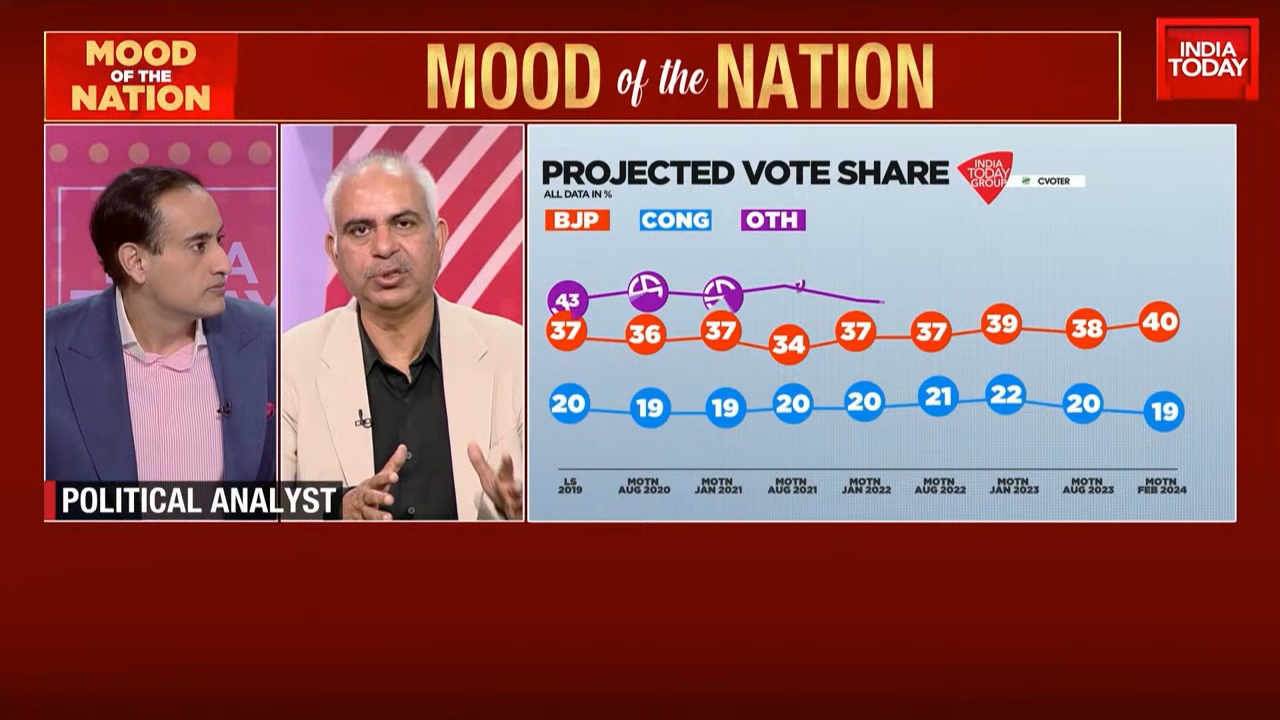 MOOD
OF THE
NATION
MOOD of the NATION
INDIA
TODAY
PROJECTED VOTE SHARE
INDIA
TODAY
GROUP
CVOTER
ALL DATA IN %
BJP CONG OTH
43
37 36 37 34 37 37 39 38 40
20 19 19 20 20 21 22 20 19
LS
2019
MOTN
AUG 2020
MOTN
JAN 2021
MOTN
AUG 2021
MOTN
JAN 2022
MOTN
AUG 2022
MOTN
JAN 2023
MOTN
AUG 2023
MOTN
FEB 2024
POLITICAL ANALYST